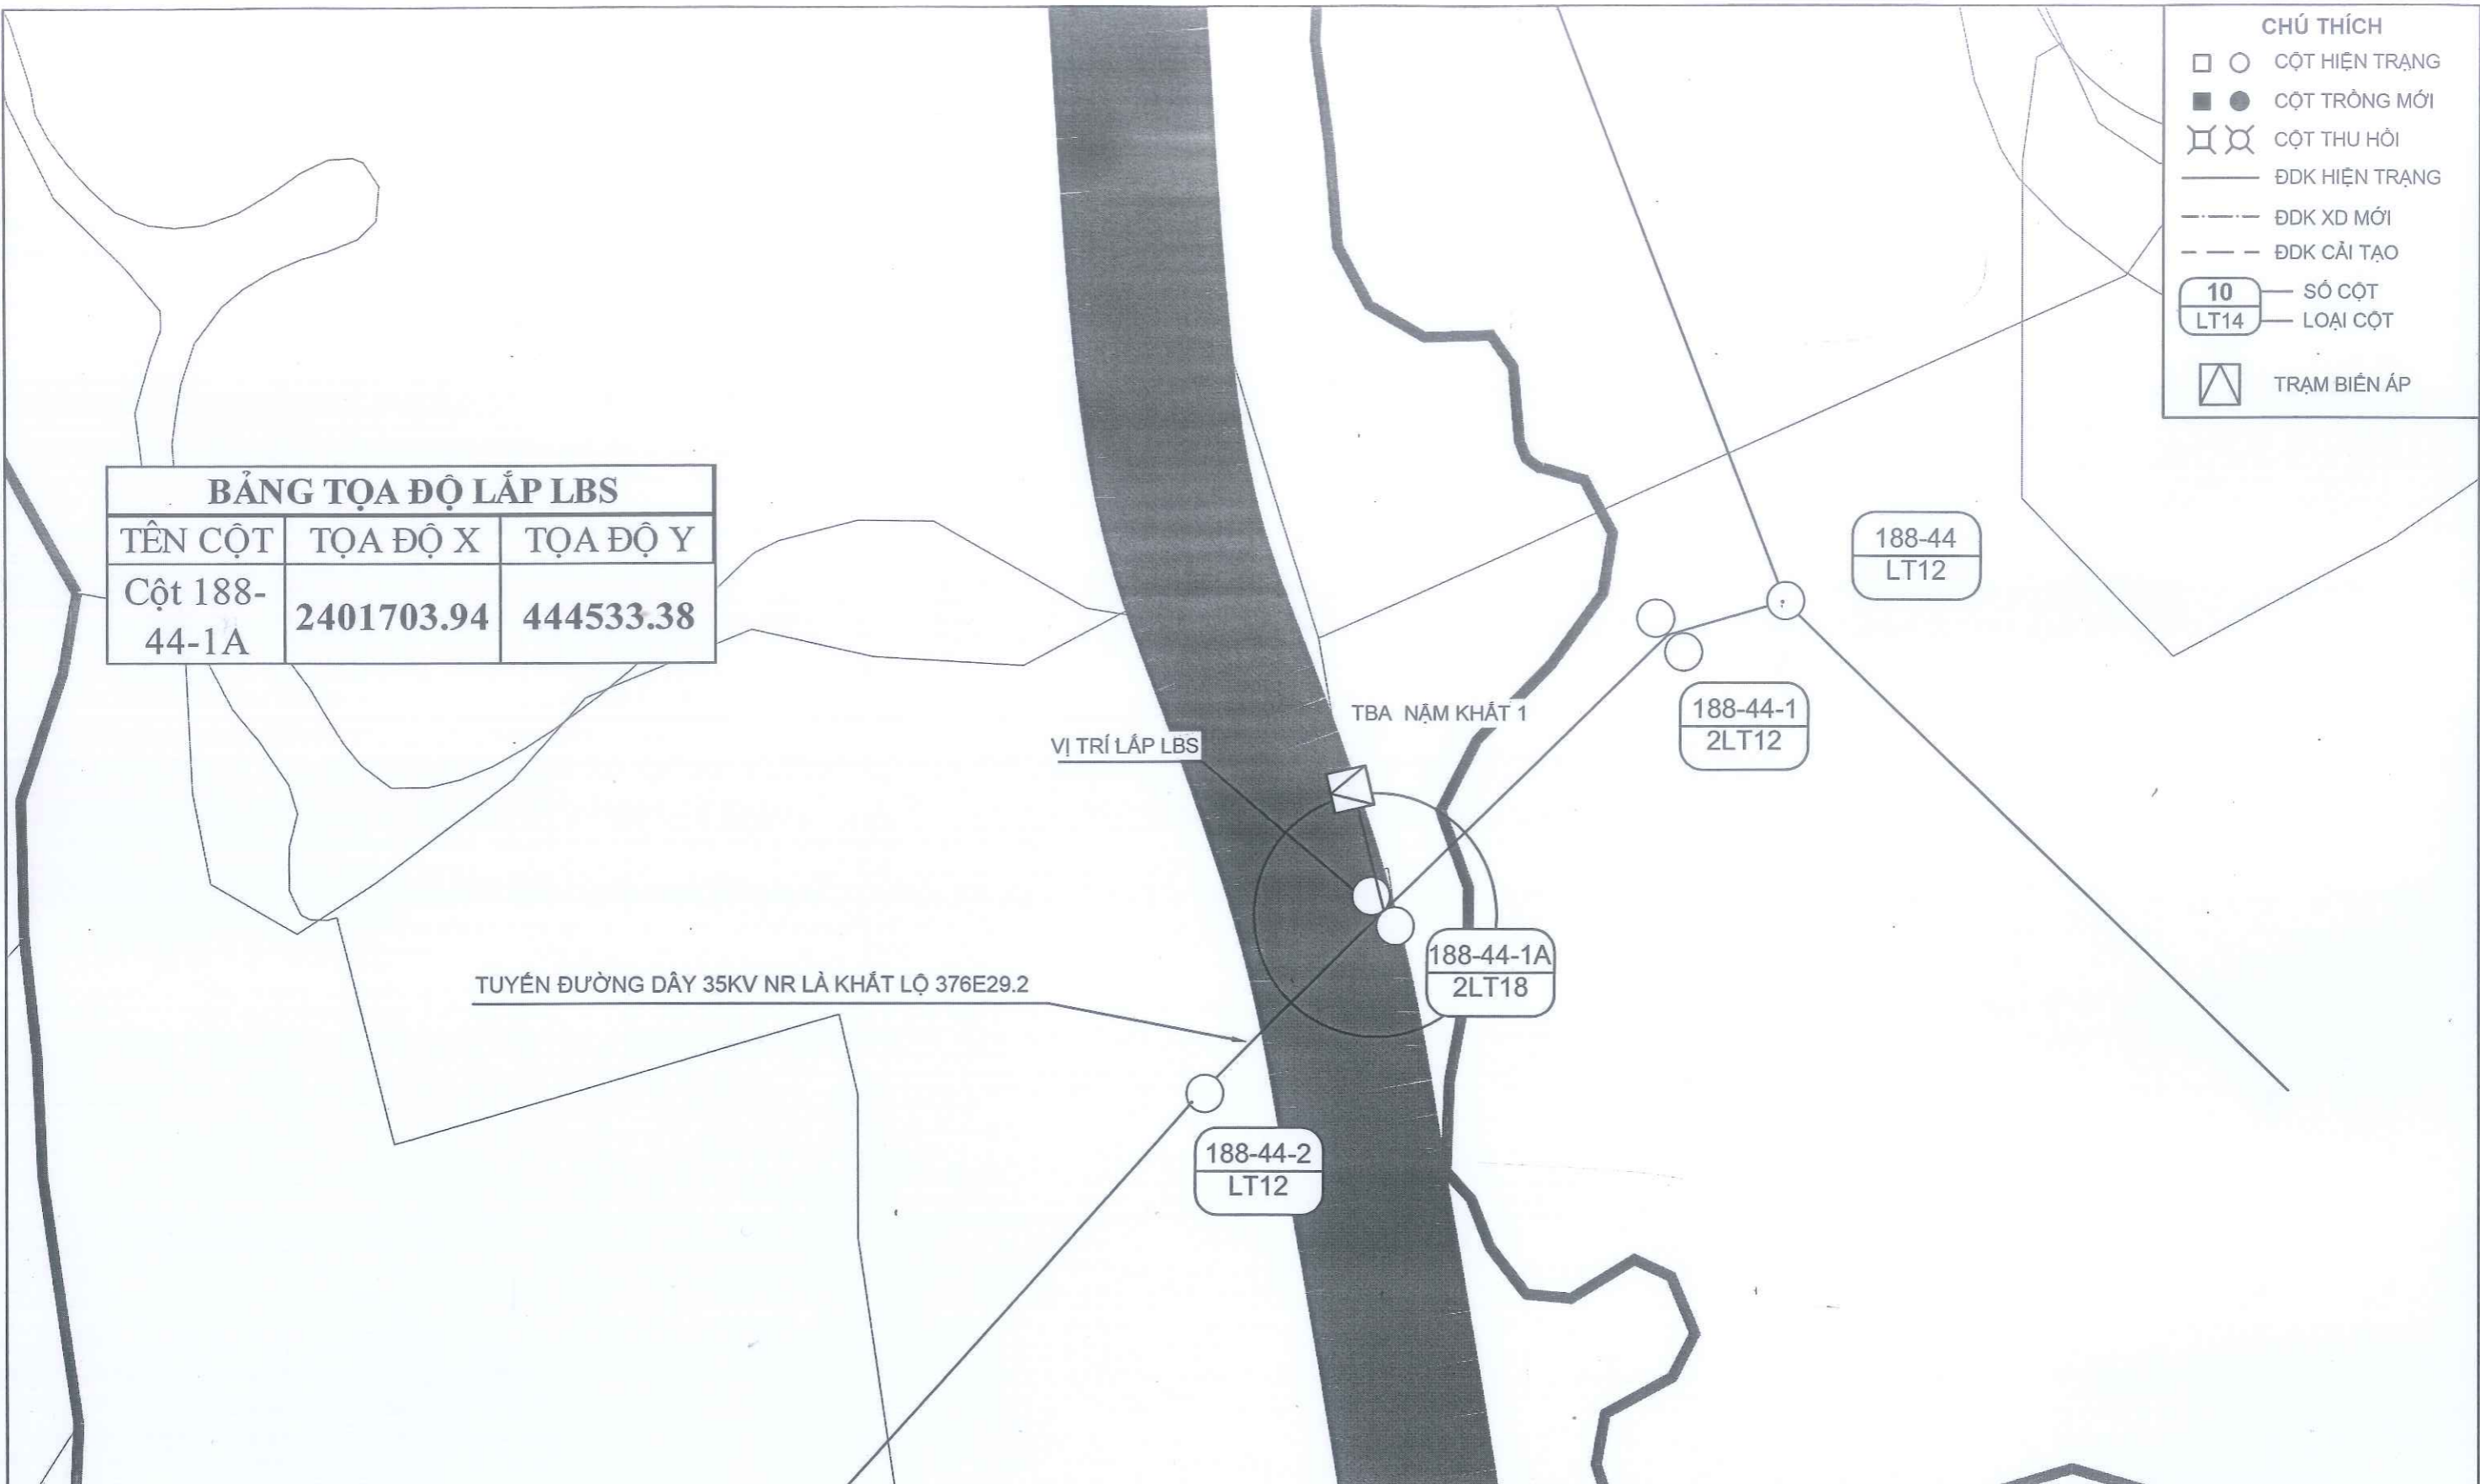 CHÚ THÍCH
CỘT HIỆN TRẠNG
CỘT TRỒNG MỚI
CỘT THU HỒI
ĐDK HIỆN TRẠNG
ĐDK XD MỚI
ĐDK CẢI TẠO
10 SỐ CỘT
LT14 LOẠI CỘT
TRẠM BIẾN ÁP
BẢNG TỌA ĐỘ LẮP LBS
TÊN CỘT TỌA ĐỘ X TỌA ĐỘ Y
Cột 188-
44-1A 2401703.94 444533.38
188-44
LT12
188-44-1
2LT12
TBA NẬM KHẮT 1
VỊ TRÍ LẮP LBS
188-44-1A
2LT18
TUYẾN ĐƯỜNG DÂY 35KV NR LÀ KHẮT LỘ 376E29.2
188-44-2
LT12